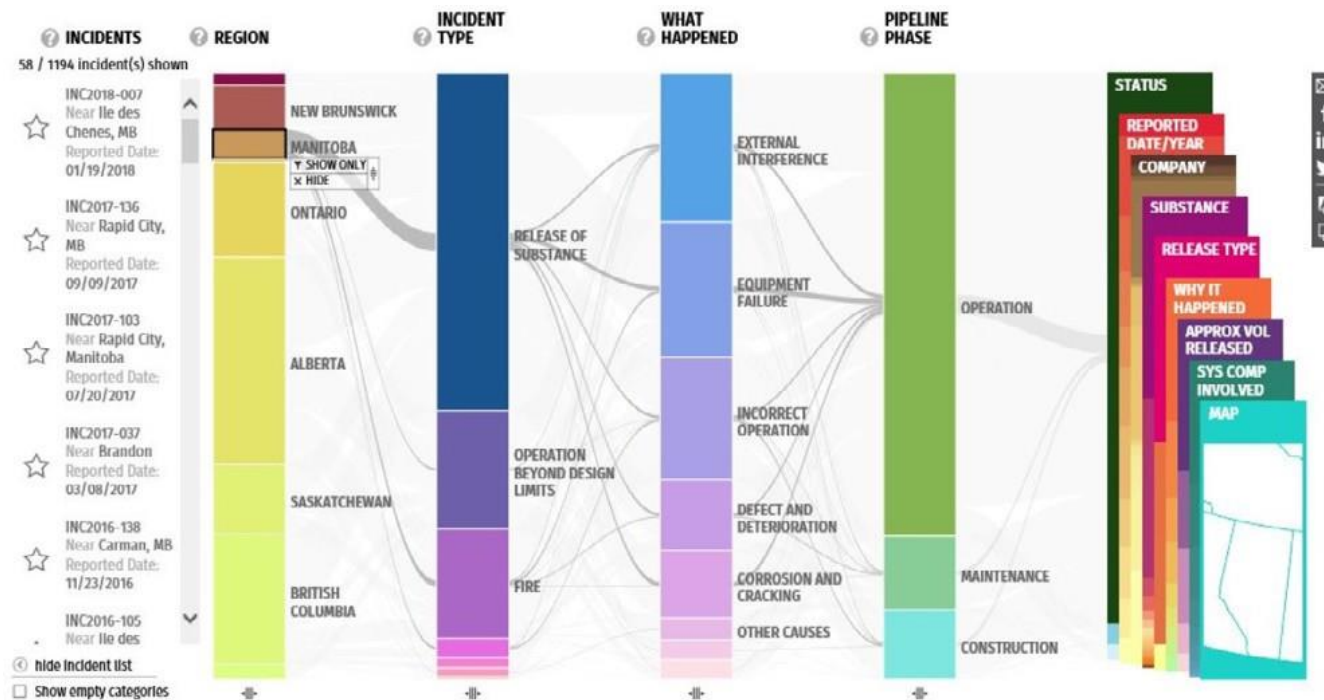 INCIDENTS
REGION
INCIDENT
TYPE
WHAT
HAPPENED
PIPELINE
PHASE
58 / 1194 incident(s) shown
INC2018-007
Near Ile des
Chenes, MB
Reported Date:
01/19/2018
INC2017-136
Near Rapid City,
MB
Reported Date:
09/09/2017
INC2017-103
Near Rapid City,
Manitoba
Reported Date:
07/20/2017
INC2017-037
Near Brandon
Reported Date:
03/08/2017
INC2016-138
Near Carman, MB
Reported Date:
11/23/2016
INC2016-105
Near Ile des
hide incident list
Show empty categories
NEW BRUNSWICK
MANITOBA
SHOW ONLY
X HIDE
ONTARIO
ALBERTA
SASKATCHEWAN
BRITISH
COLUMBIA
RELEASE OF
SUBSTANCE
OPERATION
BEYOND DESIGN
LIMITS
FIRE
EXTERNAL
INTERFERENCE
EQUIPMENT
FAILURE
INCORRECT
OPERATION
DEFECT AND
DETERIORATION
CORROSION AND
CRACKING
OTHER CAUSES
OPERATION
MAINTENANCE
CONSTRUCTION
STATUS
REPORTED
DATE/YEAR
COMPANY
SUBSTANCE
RELEASE TYPE
WHY IT
HAPPENED
APPROX VOL
RELEASED
SYS COMP
INVOLVED
MAP